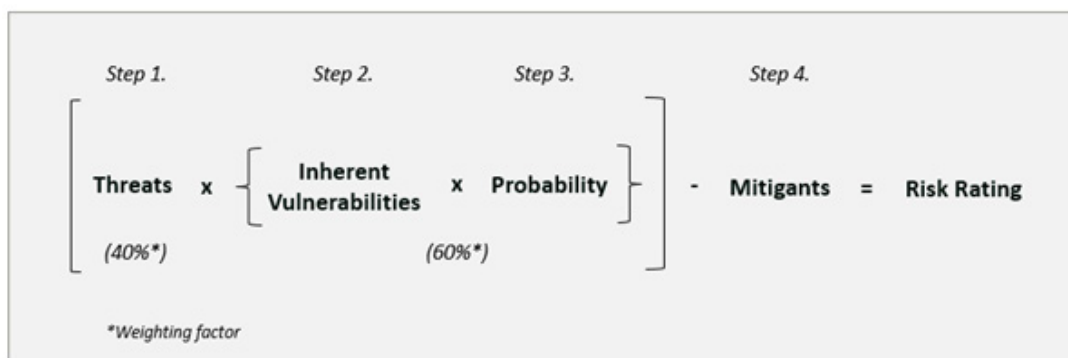 Step 1. Step 2. Step 3. Step 4.
Threats x { Inherent Vulnerabilities x Probability } - Mitigants = Risk Rating
(40%*) (60%*)
*Weighting factor